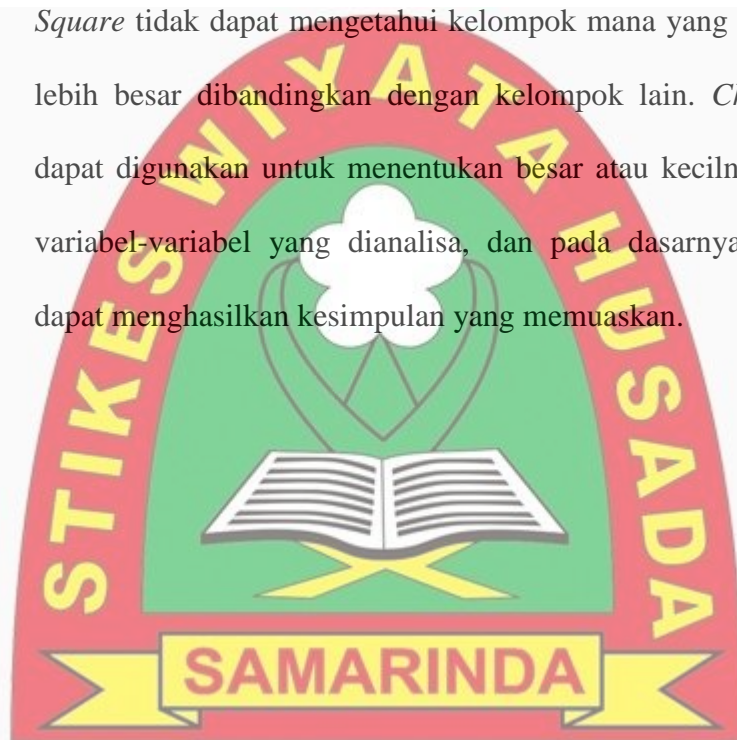 Square tidak dapat mengetahui kelompok mana yang
lebih besar dibandingkan dengan kelompok lain.
dapat digunakan untuk menentukan besar atau
variabel-variabel yang dianalisa, dan pada dasarnya
dapat menghasilkan kesimpulan yang memuaskan.
STIKES WIYATA HUSADA
SAMARINDA